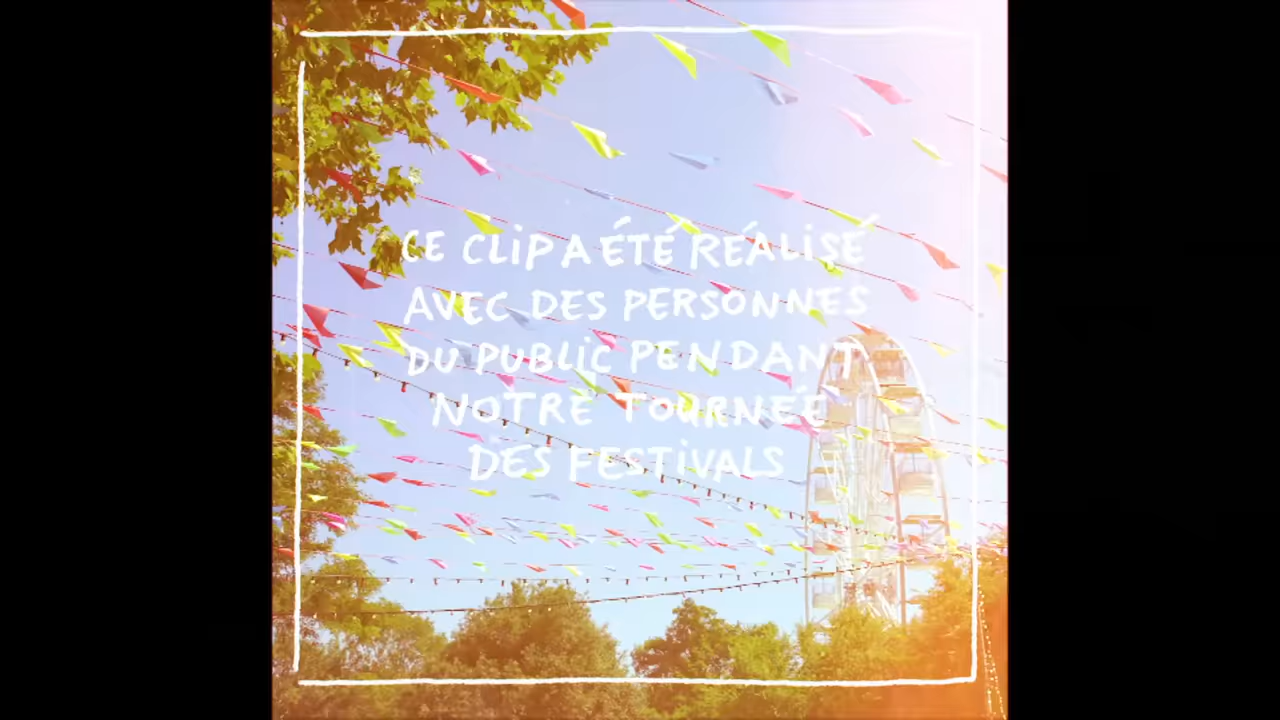 CE CLIP A ÉTÉ RÉALISÉ
AVEC DES PERSONNES
DU PUBLIC PENDANT
NOTRE TOURNÉE
DES FESTIVALS